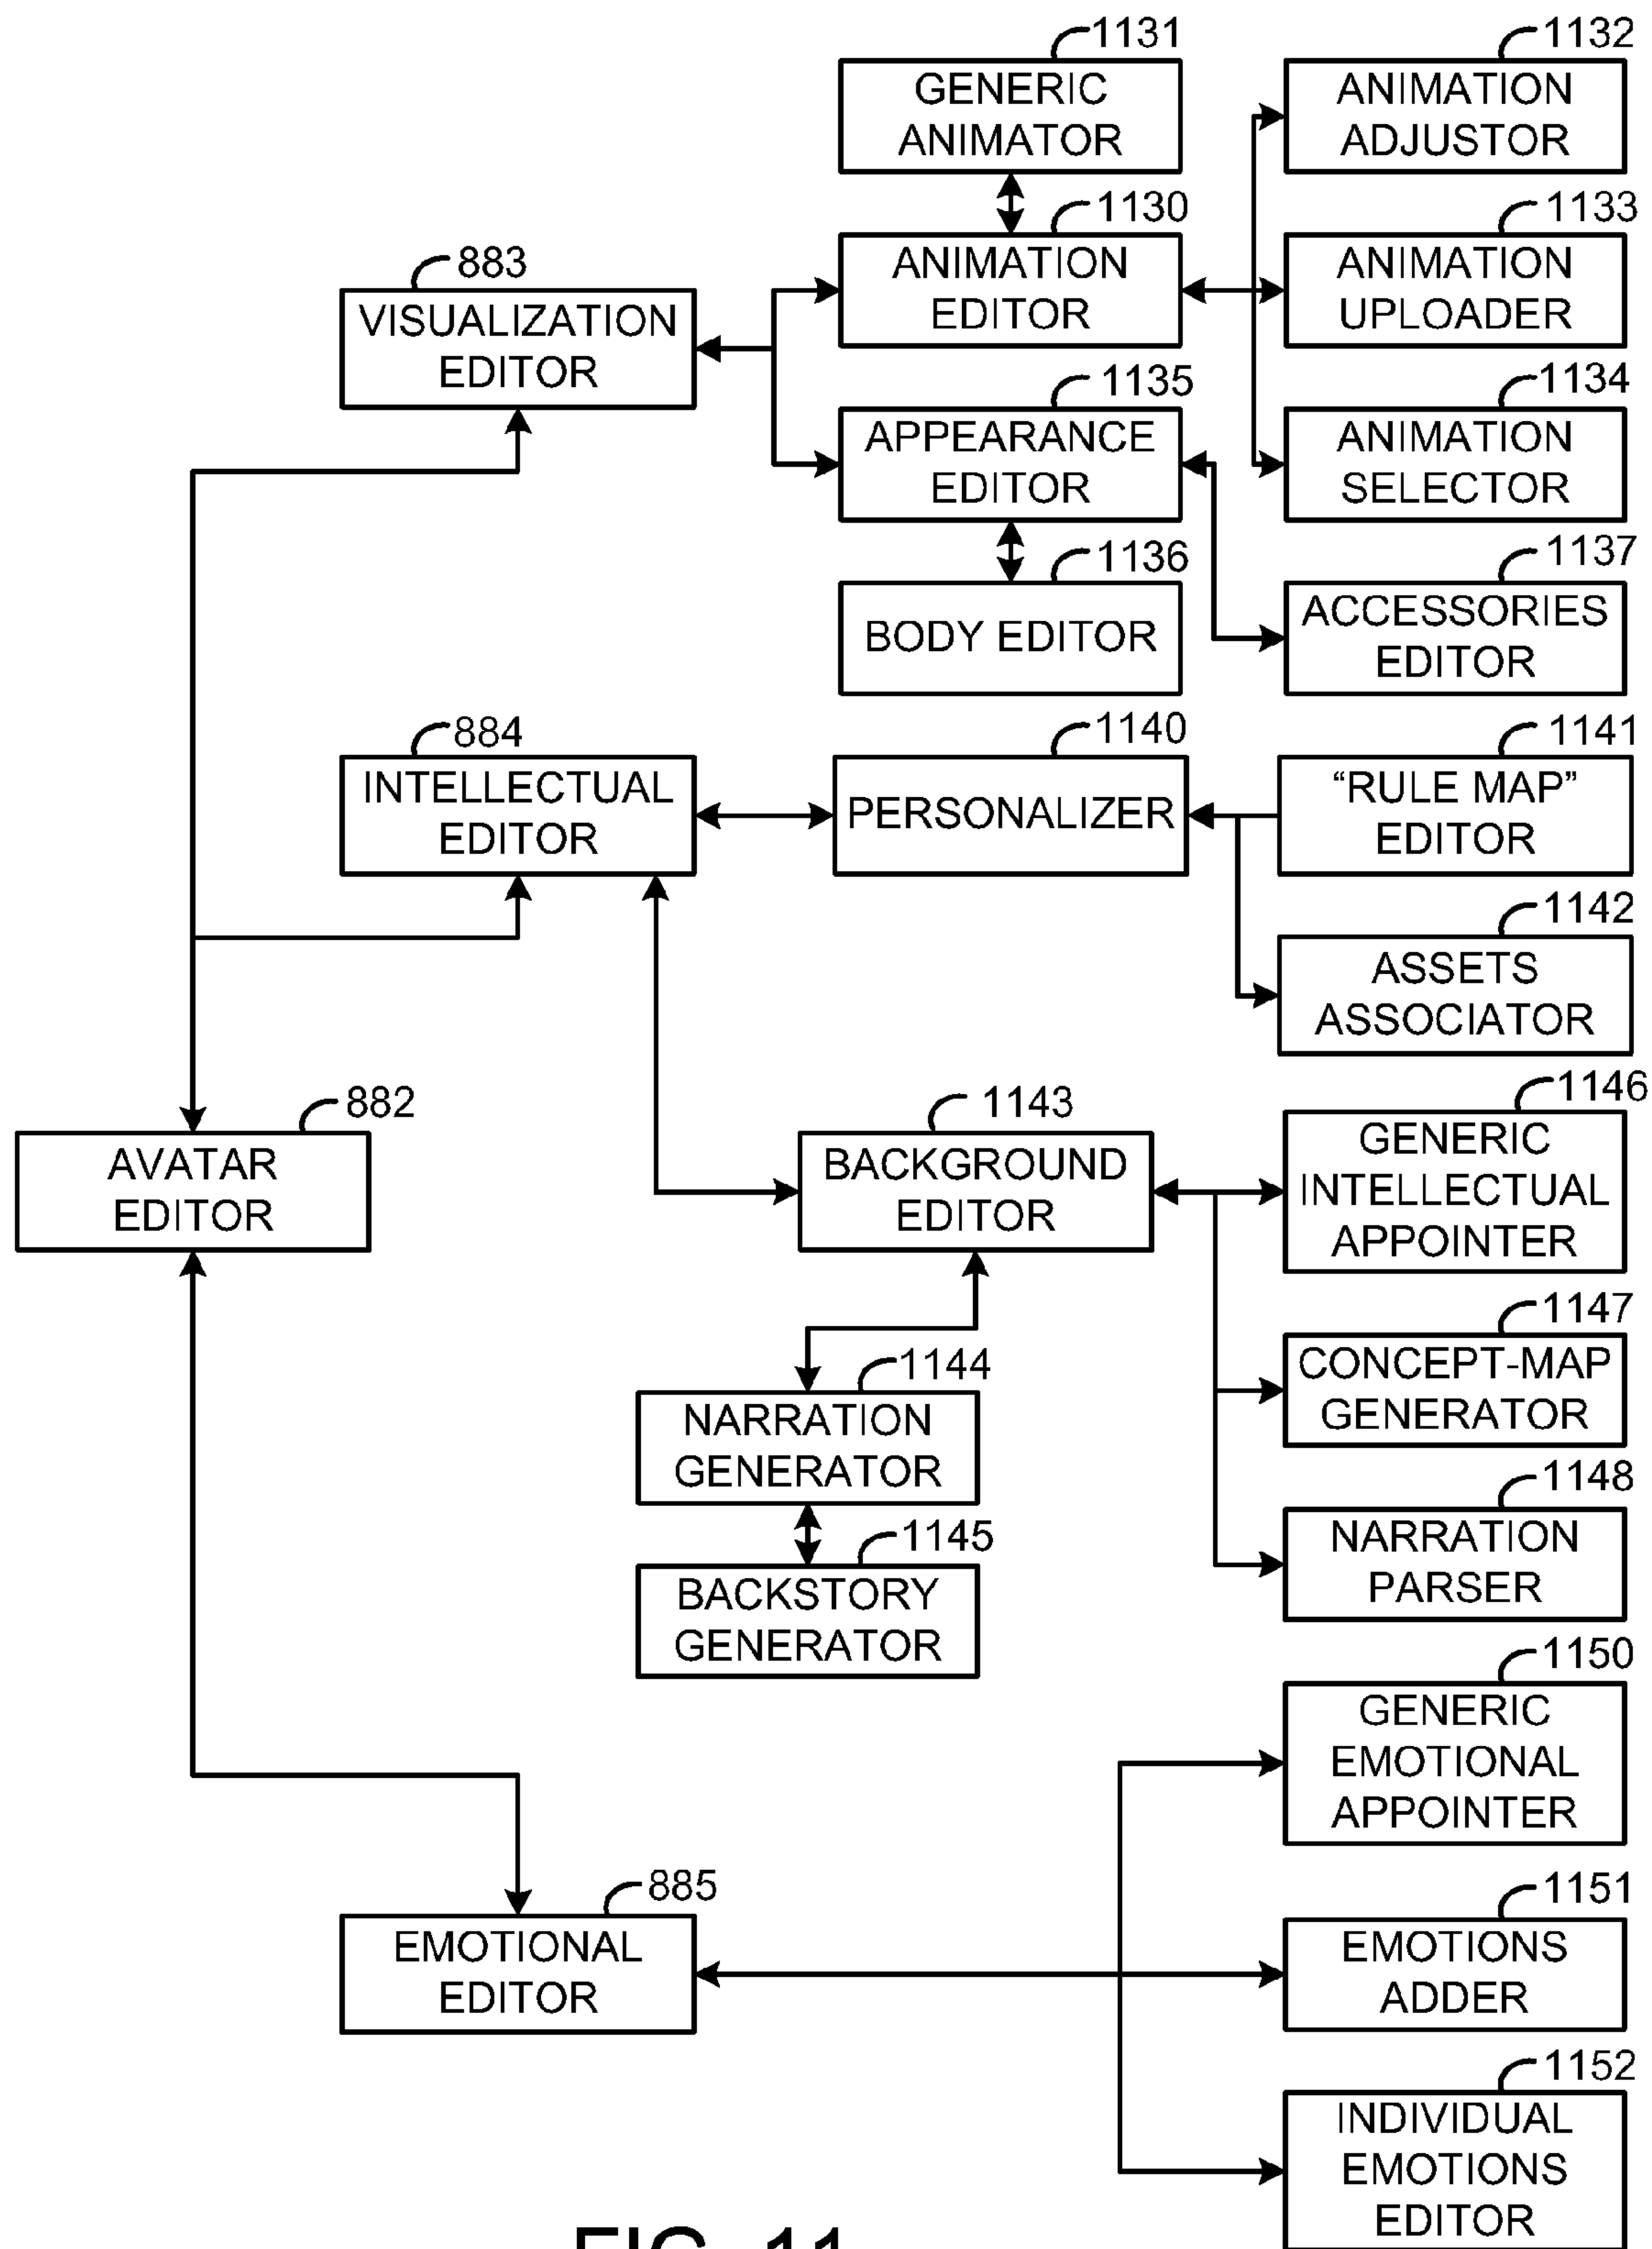 1131
GENERIC
ANIMATOR
1132
ANIMATION
ADJUSTOR
1130
ANIMATION
EDITOR
1133
ANIMATION
UPLOADER
883
VISUALIZATION
EDITOR
1135
APPEARANCE
EDITOR
1134
ANIMATION
SELECTOR
1136
BODY EDITOR
1137
ACCESSORIES
EDITOR
884
INTELLECTUAL
EDITOR
1140
PERSONALIZER
1141
“RULE MAP”
EDITOR
1142
ASSETS
ASSOCIATOR
882
AVATAR
EDITOR
1143
BACKGROUND
EDITOR
1146
GENERIC
INTELLECTUAL
APPOINTER
1144
NARRATION
GENERATOR
1147
CONCEPT-MAP
GENERATOR
1145
BACKSTORY
GENERATOR
1148
NARRATION
PARSER
1150
GENERIC
EMOTIONAL
APPOINTER
885
EMOTIONAL
EDITOR
1151
EMOTIONS
ADDER
1152
INDIVIDUAL
EMOTIONS
EDITOR
FIG. 11